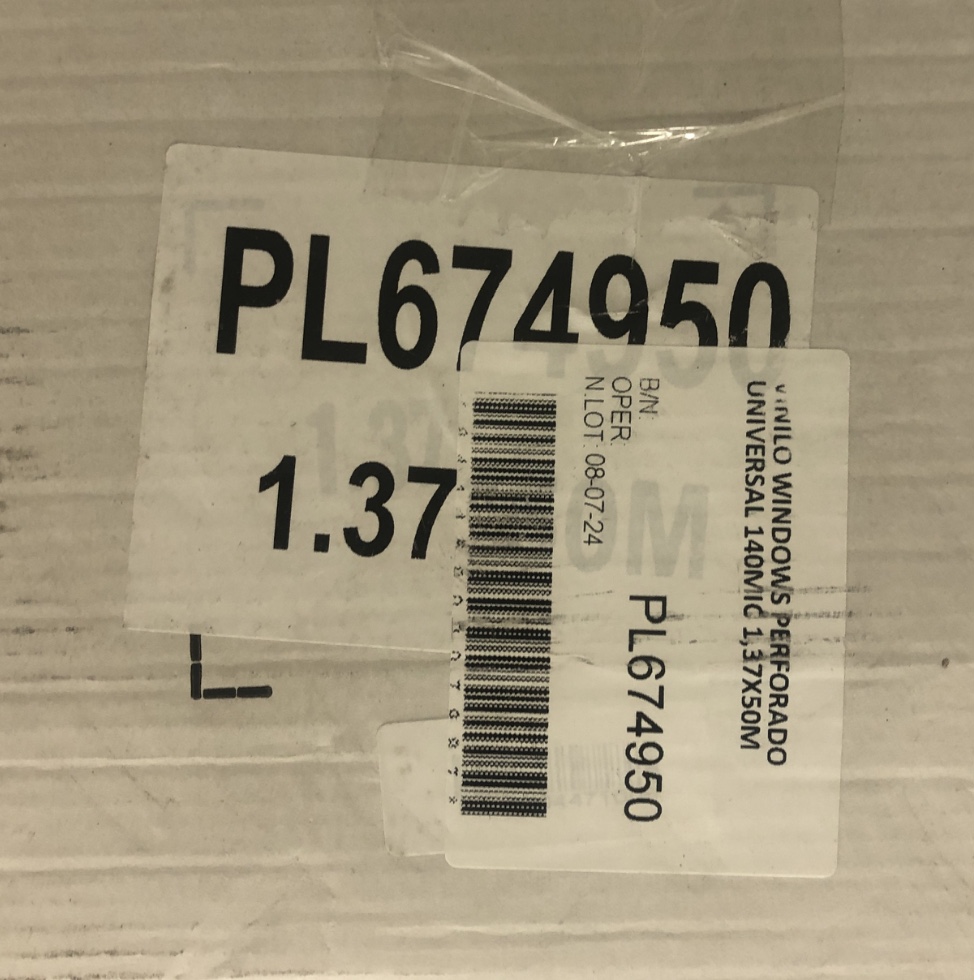 PL674950
1.37
VINILO WINDOWS PERFORADO
UNIVERSAL 140MIC 1,37X50M
PL674950
B/N:
OPER:
N.LOT: 08-07-24